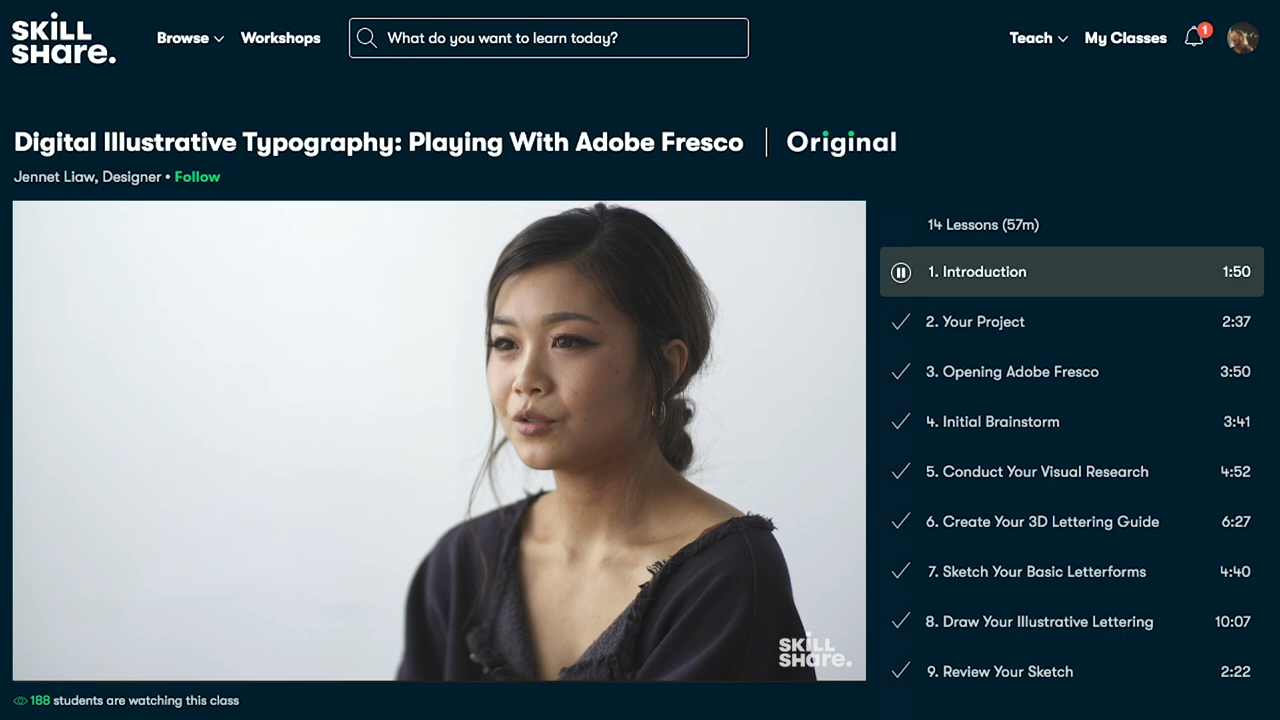 SKILL
SHare.
Browse
Workshops
What do you want to learn today?
Teach
My Classes
1
Digital Illustrative Typography: Playing With Adobe Fresco | Original
Jennet Liaw, Designer • Follow
14 Lessons (57m)
1. Introduction 1:50
2. Your Project 2:37
3. Opening Adobe Fresco 3:50
4. Initial Brainstorm 3:41
5. Conduct Your Visual Research 4:52
6. Create Your 3D Lettering Guide 6:27
7. Sketch Your Basic Letterforms 4:40
8. Draw Your Illustrative Lettering 10:07
9. Review Your Sketch 2:22
SKILL
SHare.
188 students are watching this class